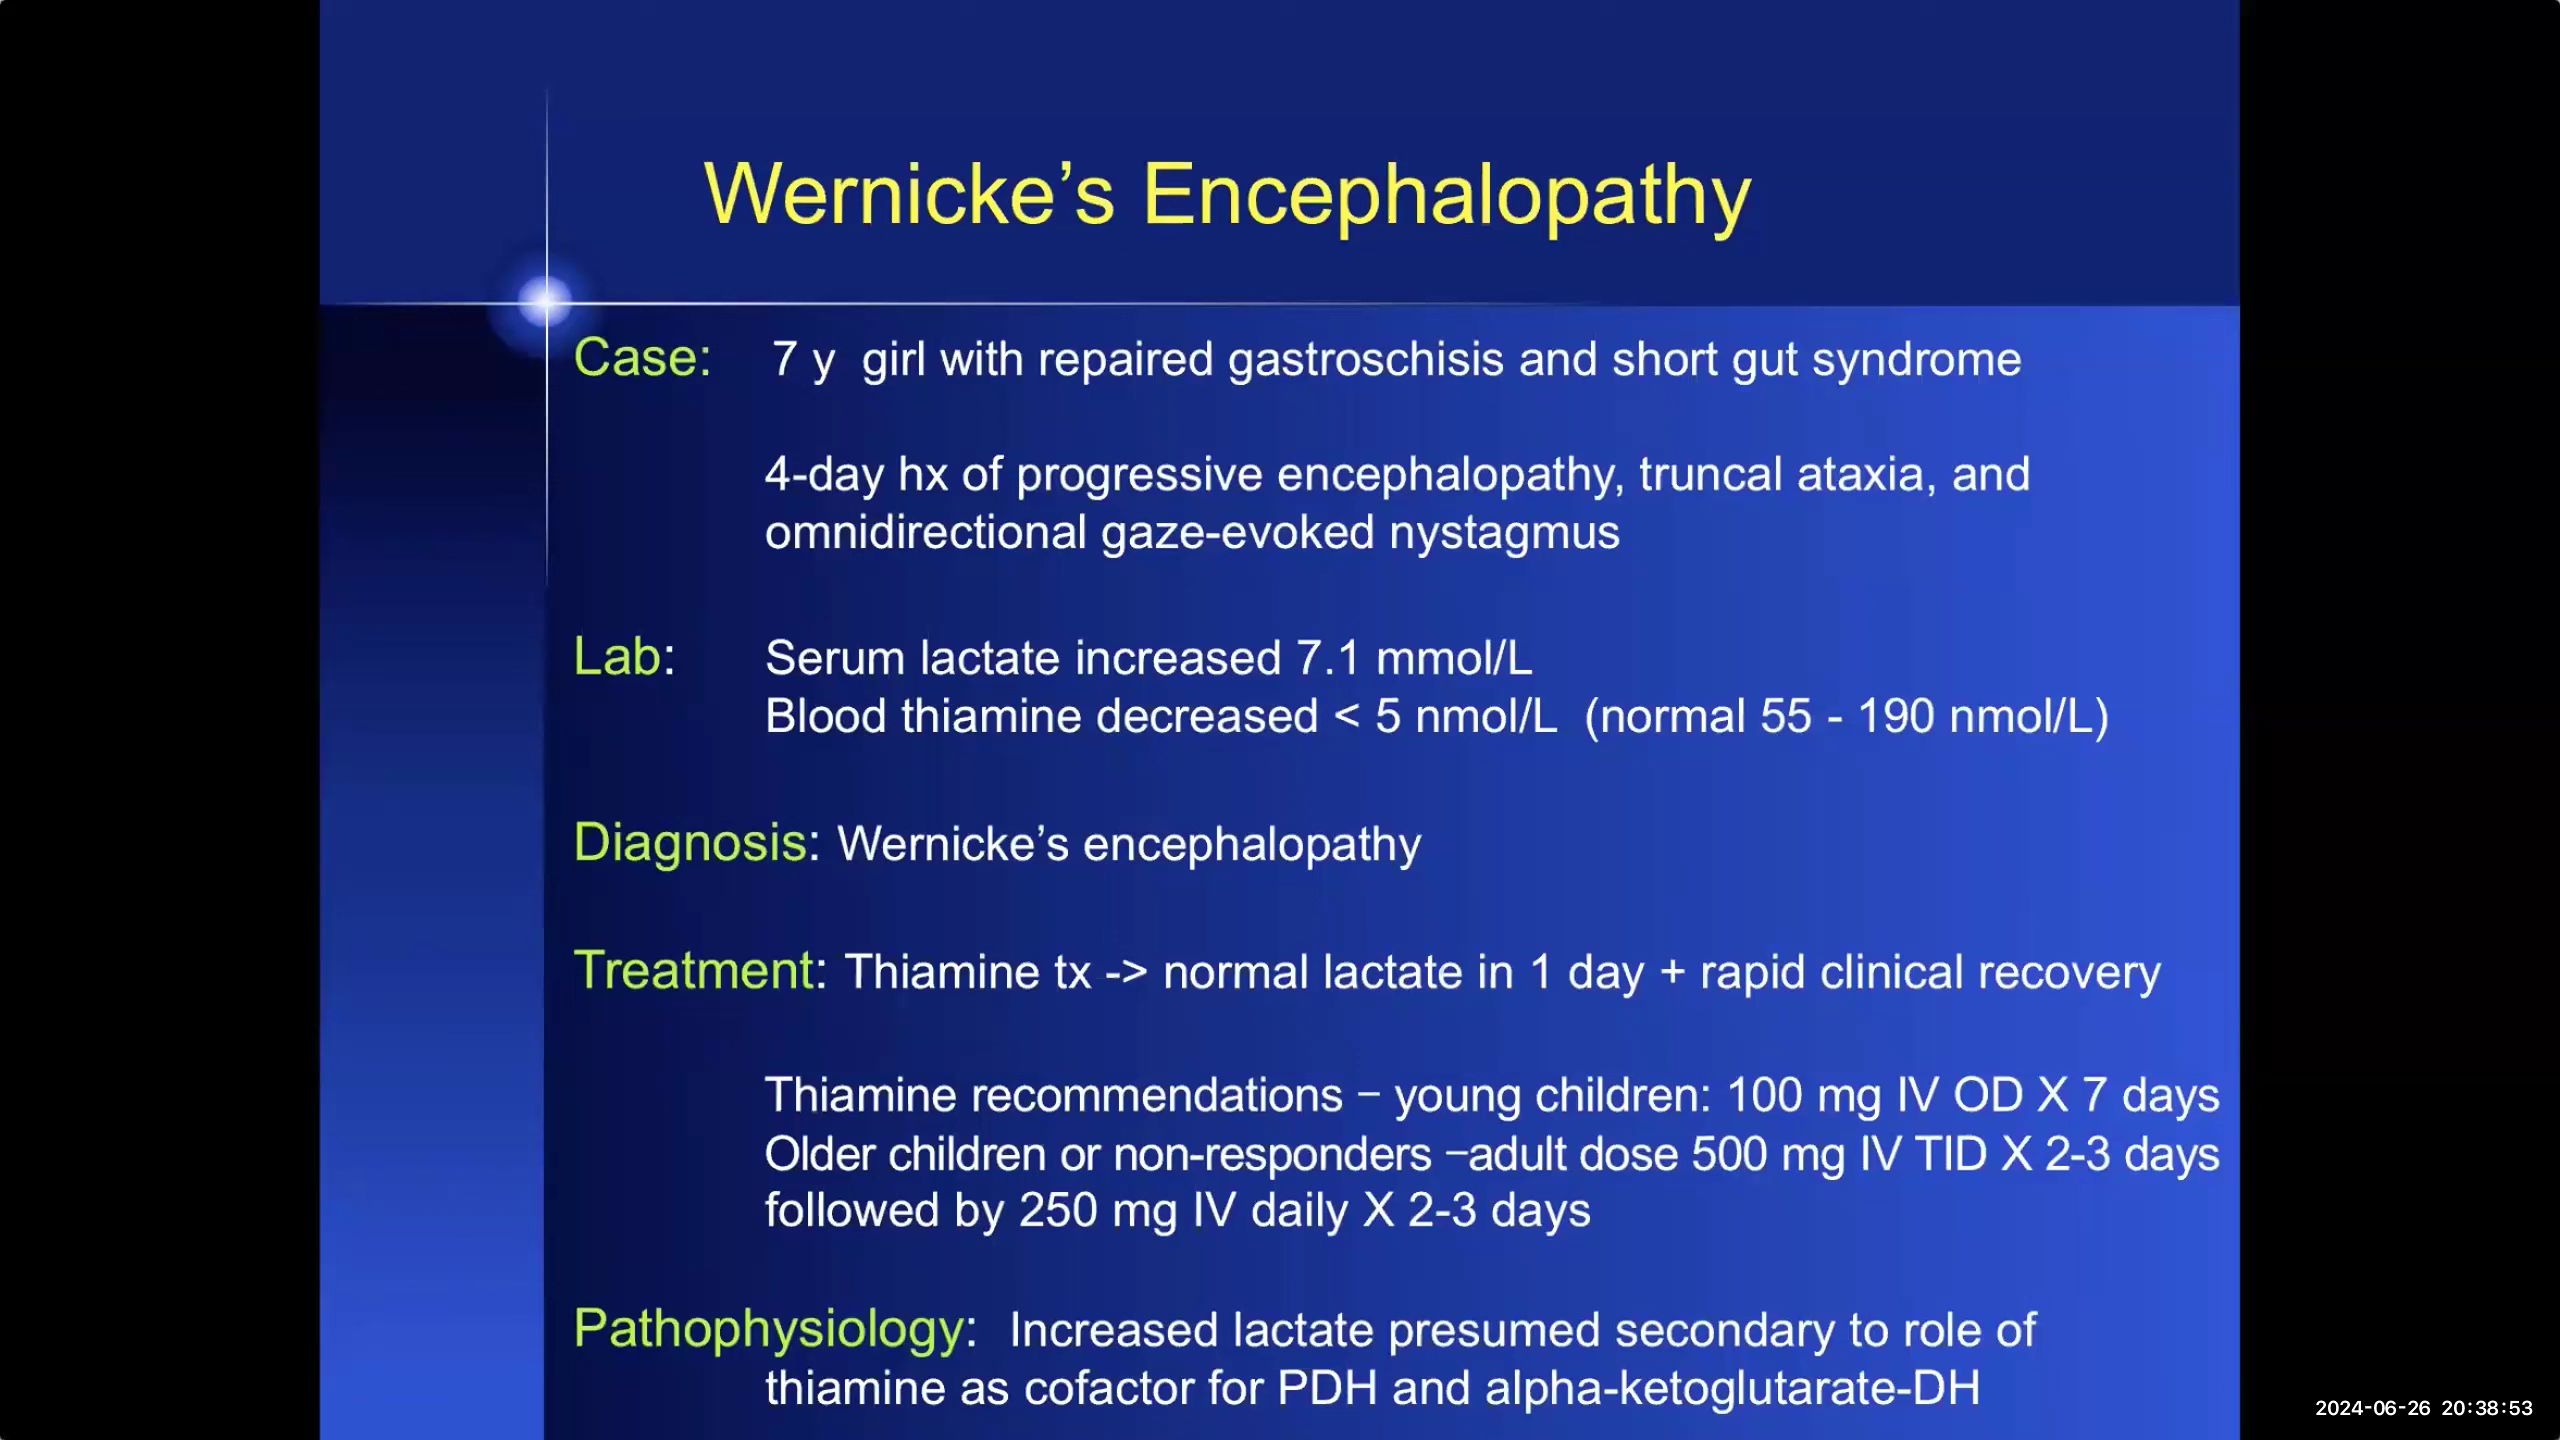 Wernicke’s Encephalopathy
Case: 7 y girl with repaired gastroschisis and short gut syndrome
4-day hx of progressive encephalopathy, truncal ataxia, and
omnidirectional gaze-evoked nystagmus
Lab: Serum lactate increased 7.1 mmol/L
Blood thiamine decreased < 5 nmol/L (normal 55 - 190 nmol/L)
Diagnosis: Wernicke’s encephalopathy
Treatment: Thiamine tx -> normal lactate in 1 day + rapid clinical recovery
Thiamine recommendations – young children: 100 mg IV OD X 7 days
Older children or non-responders –adult dose 500 mg IV TID X 2-3 days
followed by 250 mg IV daily X 2-3 days
Pathophysiology: Increased lactate presumed secondary to role of
thiamine as cofactor for PDH and alpha-ketoglutarate-DH
2024-06-26 20:38:53